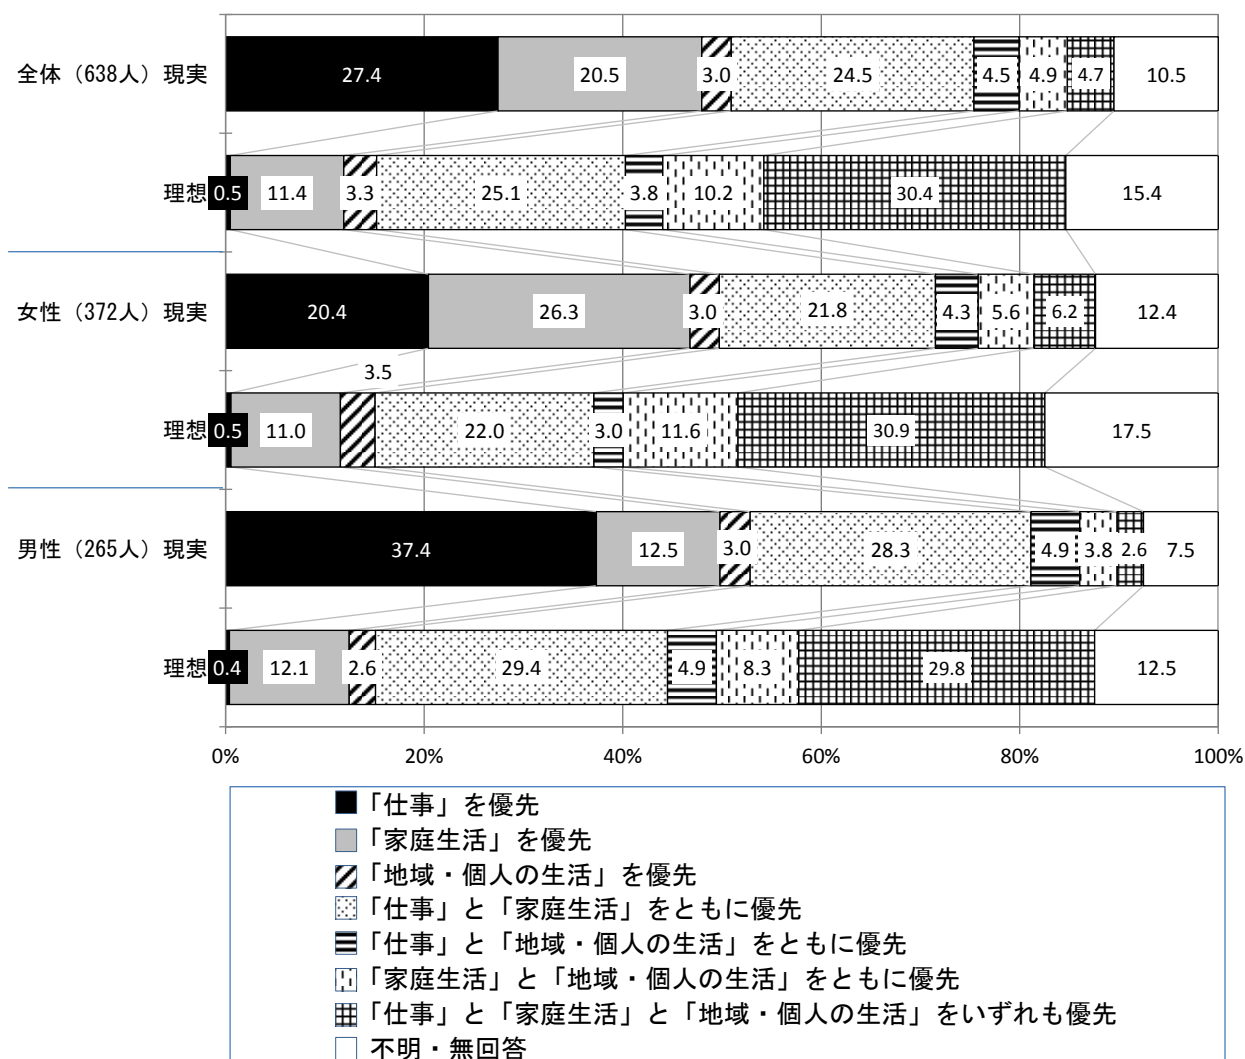 全体（638人）現実
27.4 20.5 3.0 24.5 4.5 4.9 4.7 10.5
理想
0.5 11.4 3.3 25.1 3.8 10.2 30.4 15.4
女性（372人）現実
20.4 26.3 3.0 21.8 4.3 5.6 6.2 12.4
3.5
理想
0.5 11.0 22.0 3.0 11.6 30.9 17.5
男性（265人）現実
37.4 12.5 3.0 28.3 4.9 3.8 2.6 7.5
理想
0.4 12.1 2.6 29.4 4.9 8.3 29.8 12.5
0% 20% 40% 60% 80% 100%
「仕事」を優先
「家庭生活」を優先
「地域・個人の生活」を優先
「仕事」と「家庭生活」をともに優先
「仕事」と「地域・個人の生活」をともに優先
「家庭生活」と「地域・個人の生活」をともに優先
「仕事」と「家庭生活」と「地域・個人の生活」をいずれも優先
不明・無回答